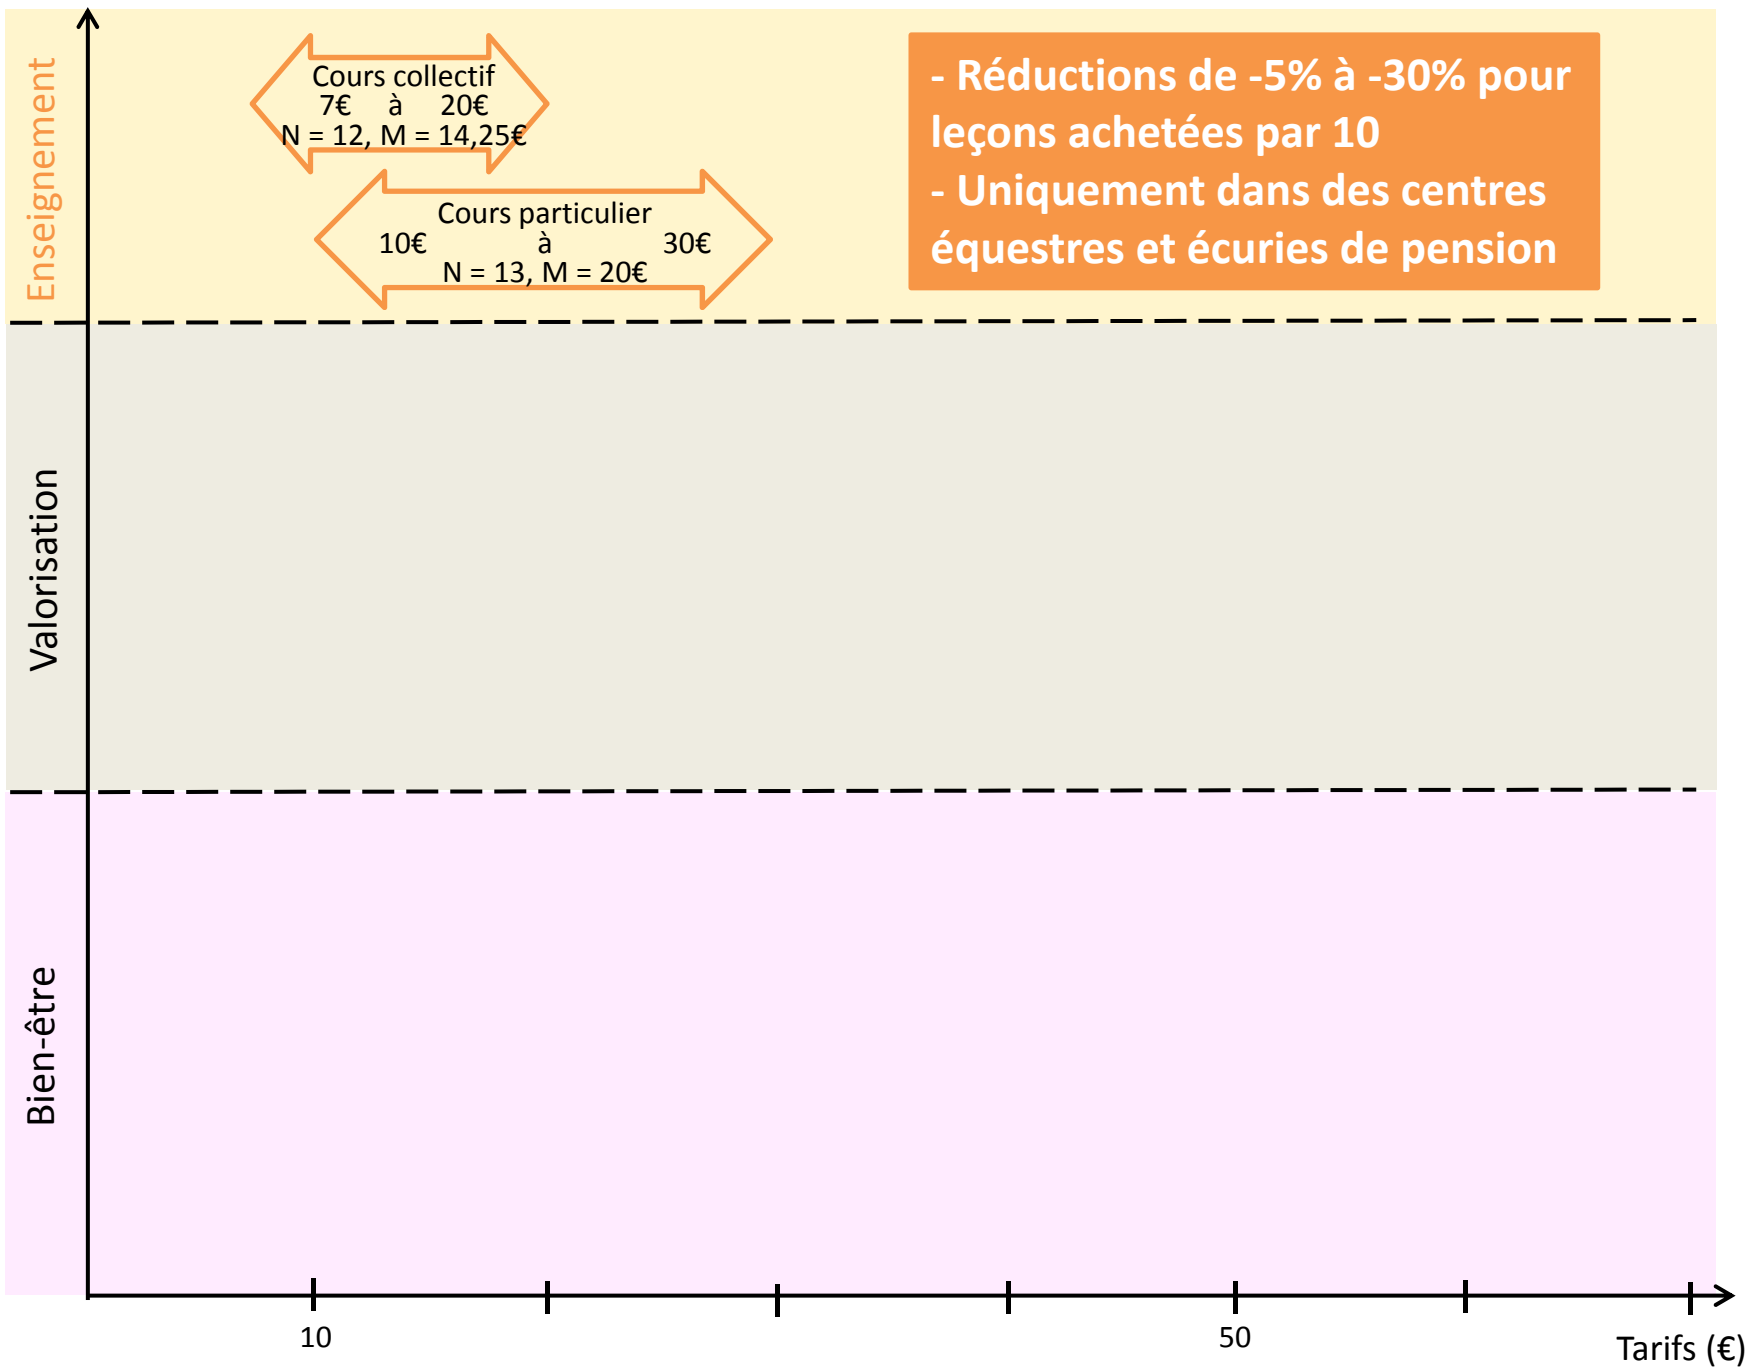 Enseignement
Cours collectif
7€ à 20€
N = 12, M = 14,25€
Cours particulier
10€ à 30€
N = 13, M = 20€
- Réductions de -5% à -30% pour
leçons achetées par 10
- Uniquement dans des centres
équestres et écuries de pension
Valorisation
Bien-être
10
50
Tarifs (€)